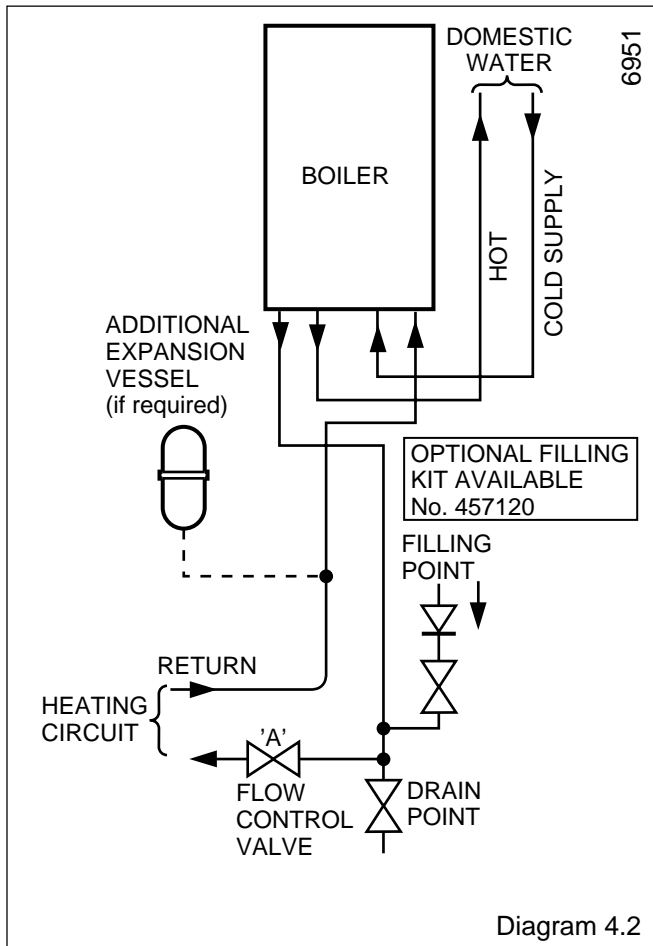 DOMESTIC
WATER
6951
BOILER
HOT
COLD SUPPLY
ADDITIONAL
EXPANSION
VESSEL
(if required)
OPTIONAL FILLING
KIT AVAILABLE
No. 457120
FILLING
POINT
RETURN
HEATING
CIRCUIT
'A'
FLOW
CONTROL
VALVE
DRAIN
POINT
Diagram 4.2